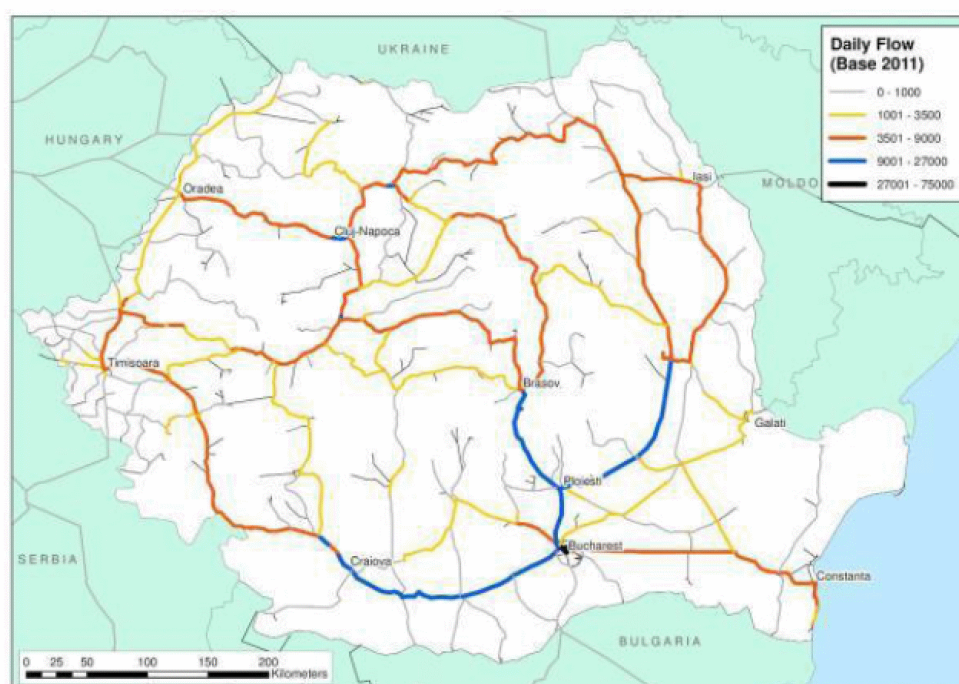 UKRAINE
Daily Flow
(Base 2011)
0 - 1000
1001 - 3500
3501 - 9000
9001 - 27000
27001 - 75000
HUNGARY
MOLDO
Iasi
Oradea
Cluj-Napoca
Timisoara
Brasov
Galati
Ploiesti
Bucharest
SERBIA
Craiova
Constanta
BULGARIA
0 25 50 100 150 200
Kilometers